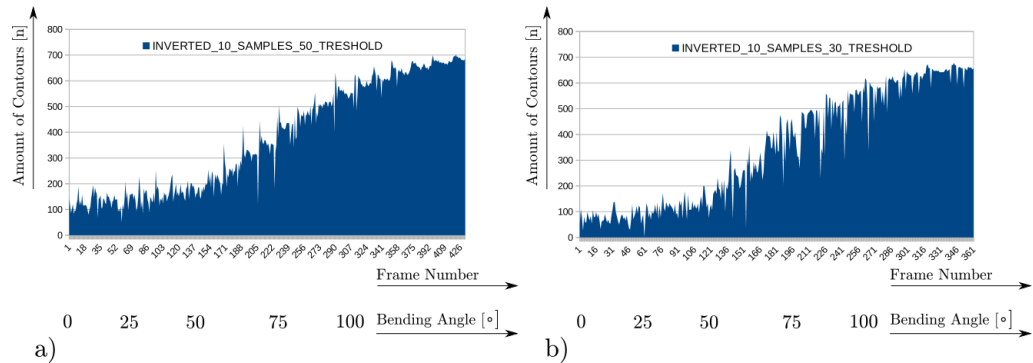 Amount of Contours [n]
INVERTED_10_SAMPLES_50_TRESHOLD
800
700
600
500
400
300
200
100
0
1 18 35 52 69 86 103 120 137 154 171 188 205 222 239 256 273 290 307 324 341 358 375 392 409 426
Frame Number
0 25 50 75 100 Bending Angle [°]
a)
Amount of Contours [n]
INVERTED_10_SAMPLES_30_TRESHOLD
800
700
600
500
400
300
200
100
0
1 16 31 46 61 76 91 106 121 136 151 166 181 196 211 226 241 256 271 286 301 316 331 346 361
Frame Number
0 25 50 75 100 Bending Angle [°]
b)